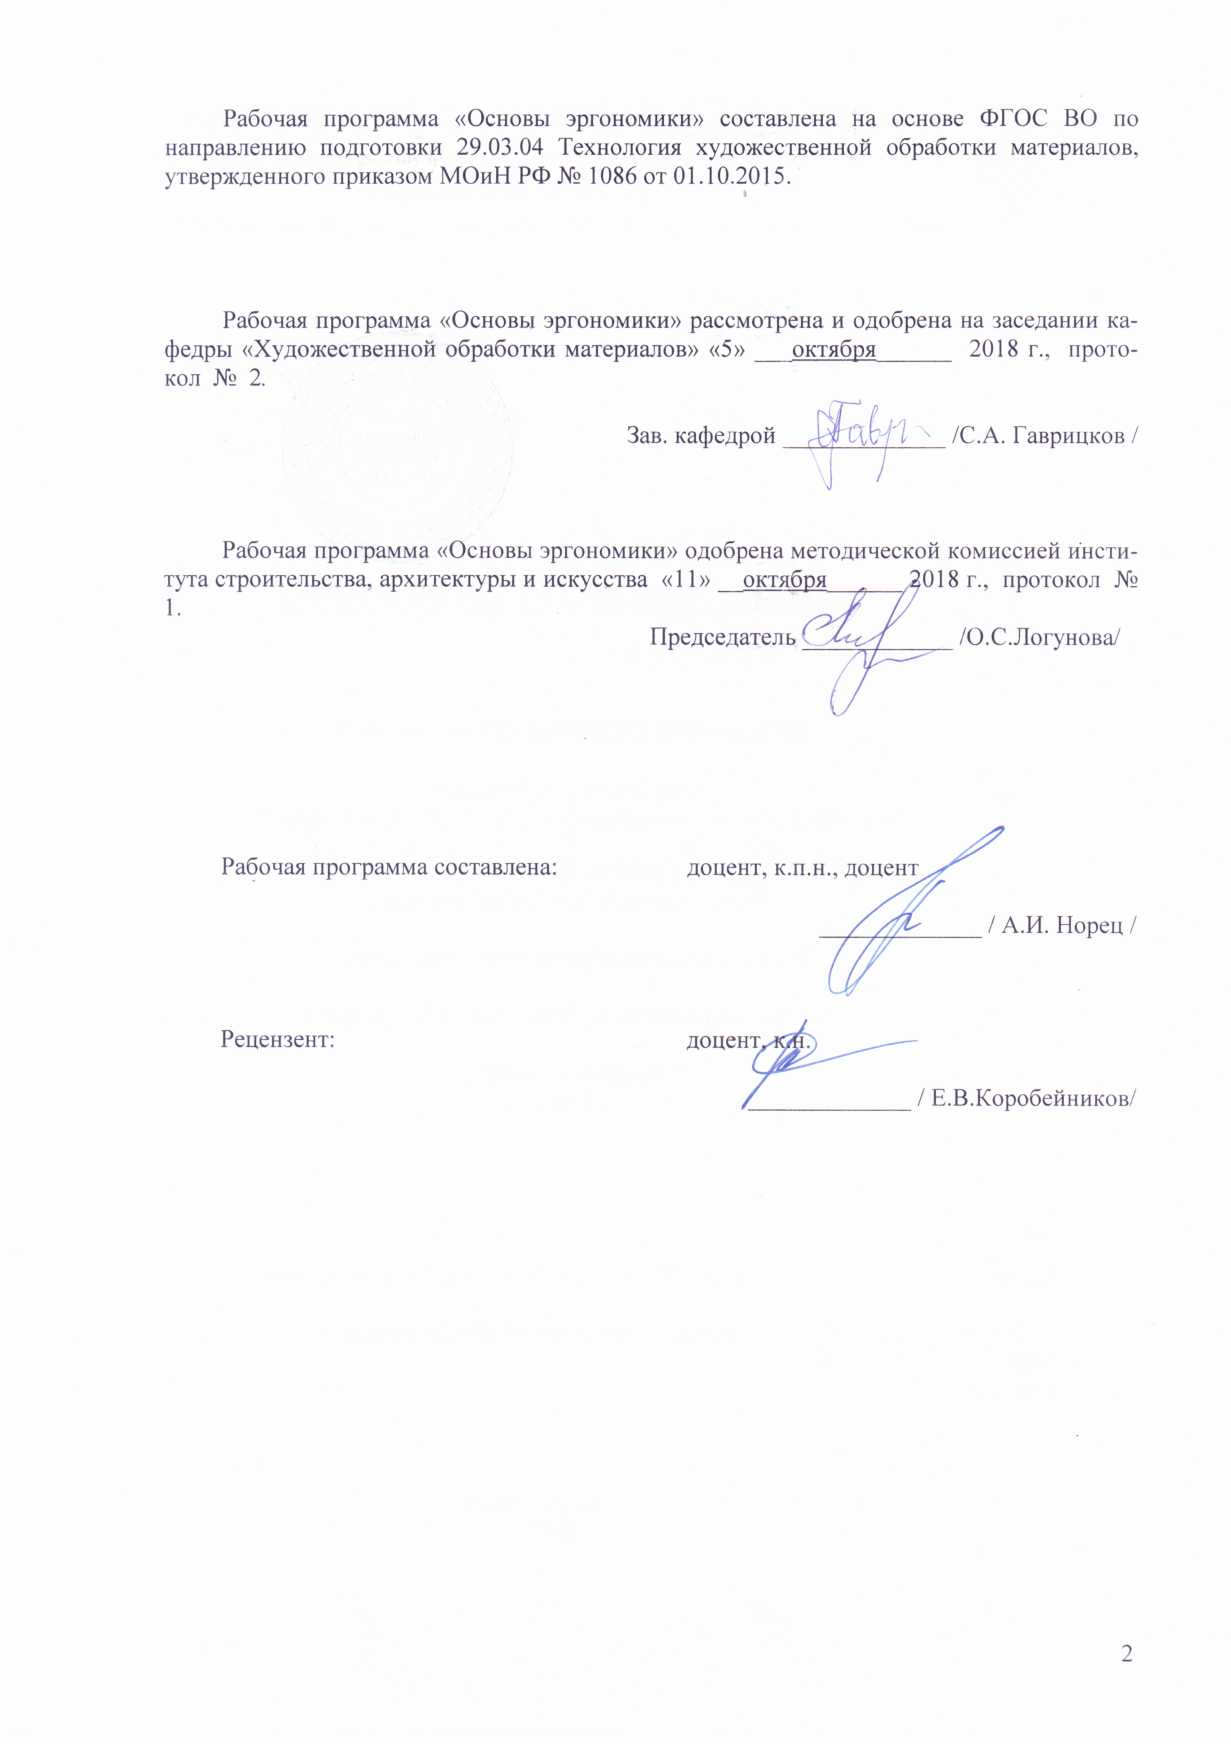 Рабочая программа «Основы эргономики» составлена на основе ФГОС ВО по
направлению подготовки 29.03.04 Технология художественной обработки материалов,
утвержденного приказом МОиН РФ № 1086 от 01.10.2015.
Рабочая программа «Основы эргономики» рассмотрена и одобрена на заседании ка-
федры «Художественной обработки материалов» «5» ___октября______ 2018 г., прото-
кол № 2.
Зав. кафедрой _____________ /С.А. Гаврицков /
Рабочая программа «Основы эргономики» одобрена методической комиссией инсти-
тута строительства, архитектуры и искусства «11» __октября______ 2018 г., протокол №
1.
Председатель ____________ /О.С.Логунова/
Рабочая программа составлена: доцент, к.п.н., доцент
_____________ / А.И. Норец /
Рецензент: доцент, к.н.
_____________ / Е.В.Коробейников/
2